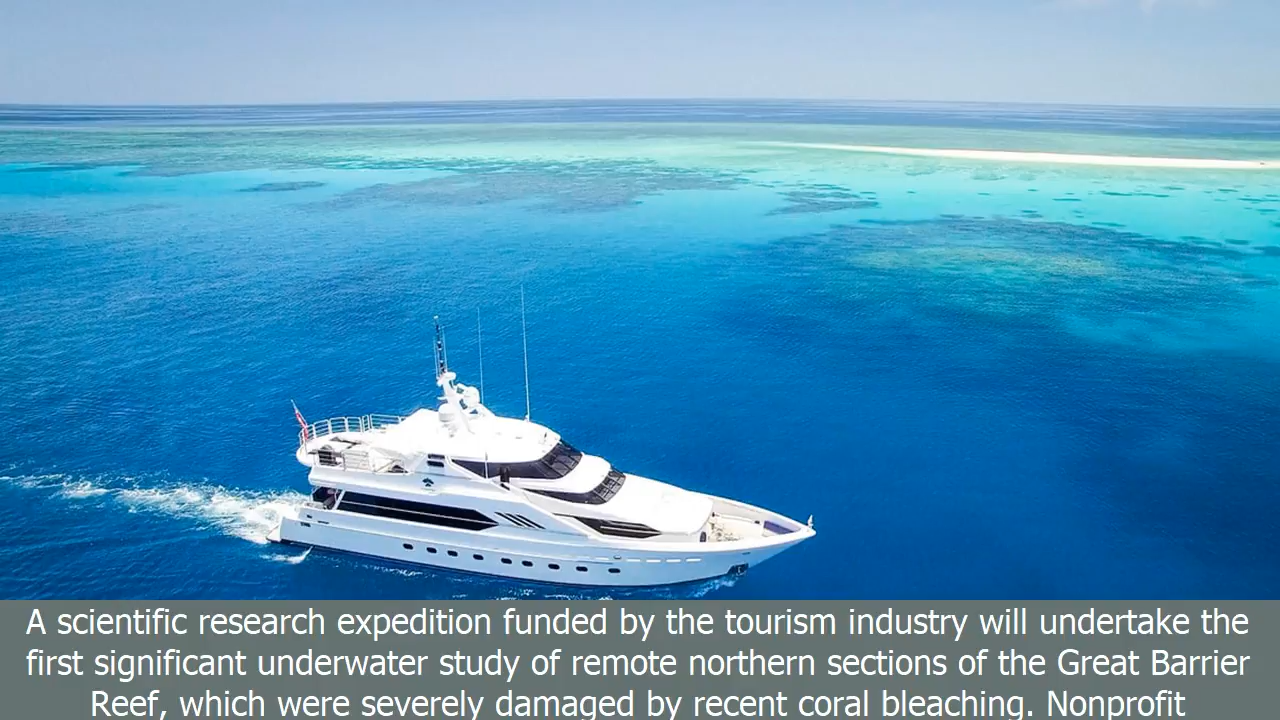 A scientific research expedition funded by the tourism industry will undertake the
first significant underwater study of remote northern sections of the Great Barrier
Reef, which were severely damaged by recent coral bleaching. Nonprofit